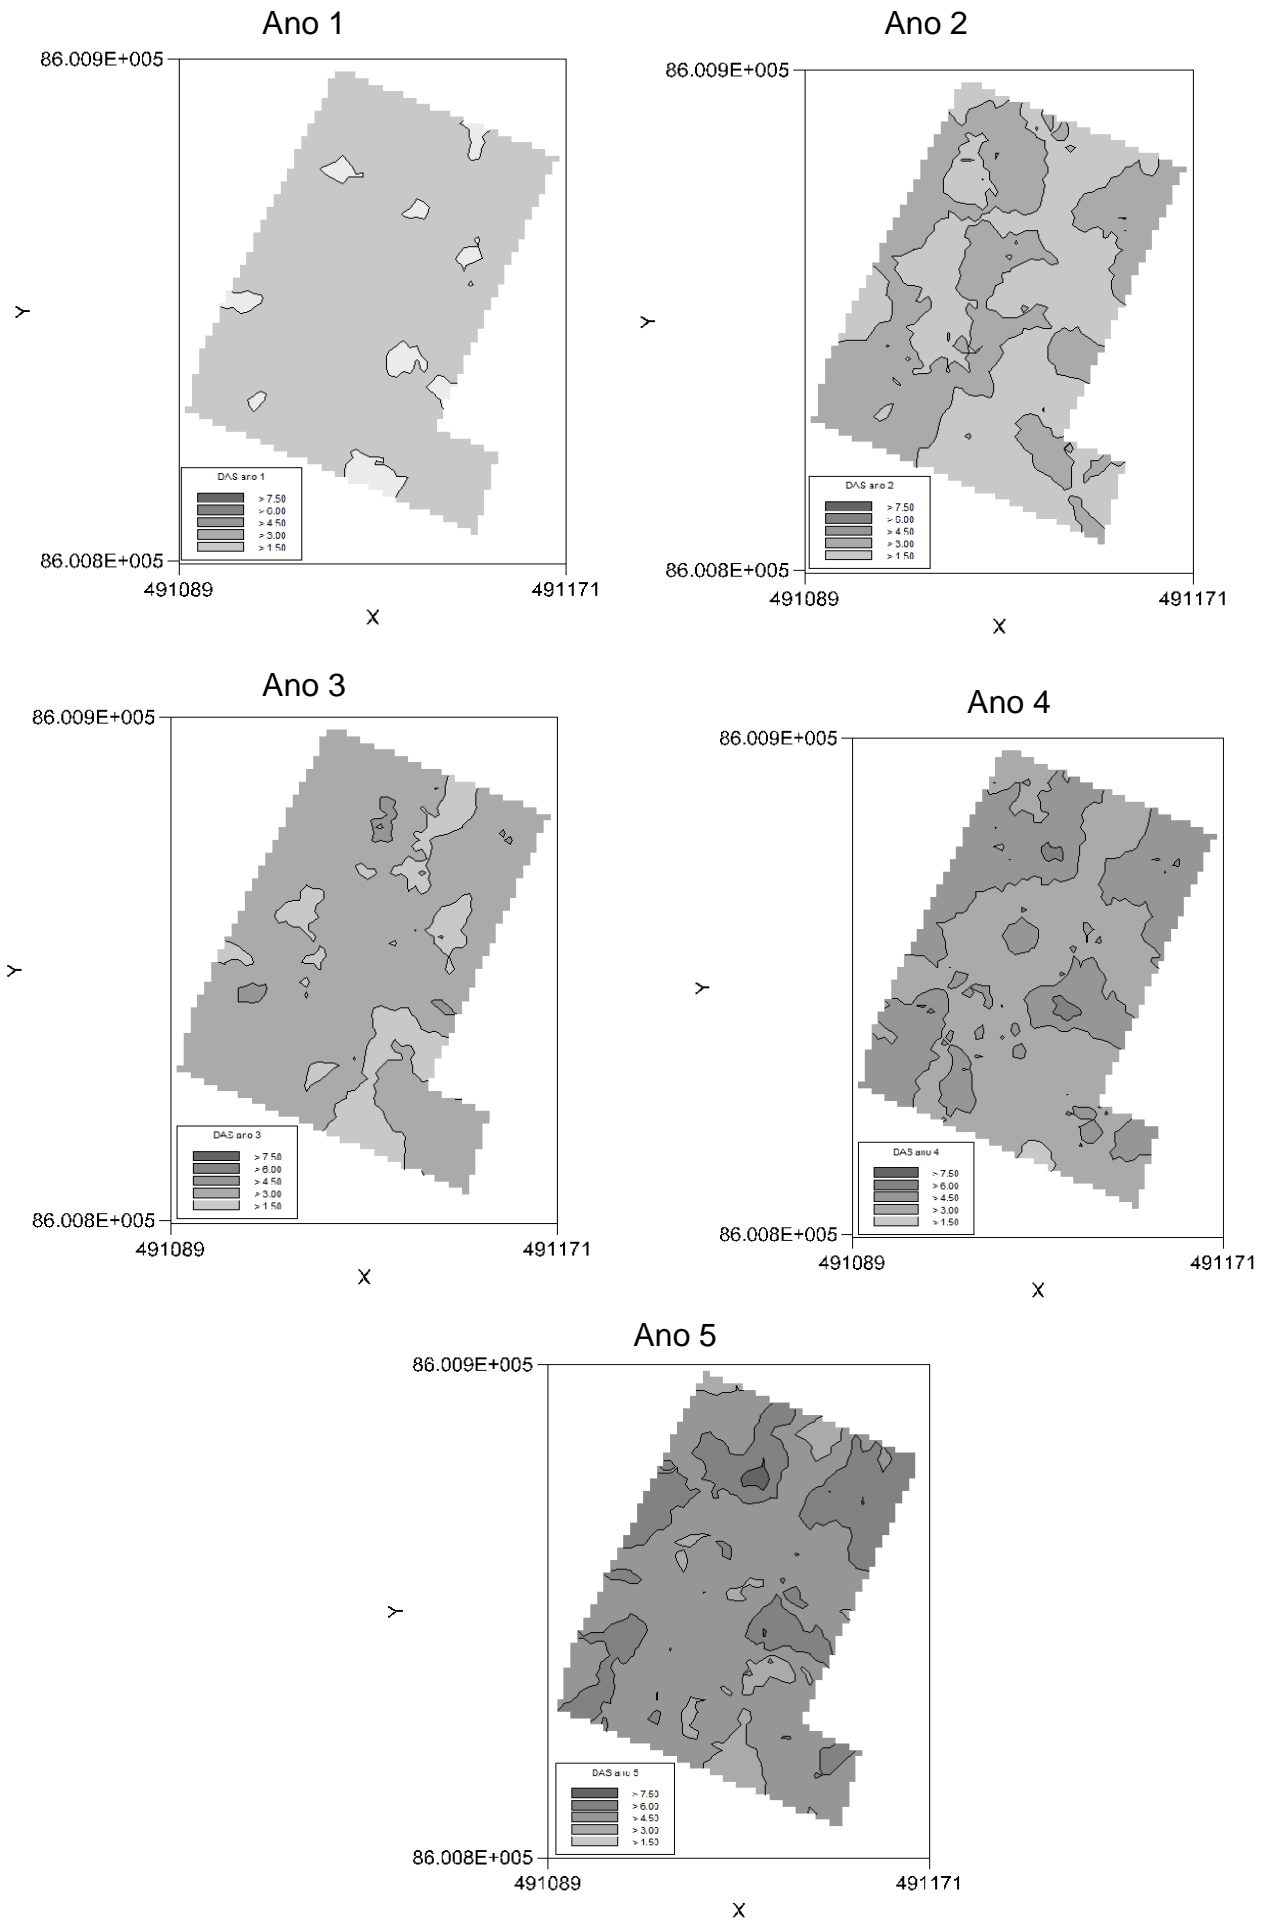 Ano 1
86.009E+005
Y
DAS ano 1
> 7.50
> 6.00
> 4.50
> 3.00
> 1.50
86.008E+005
491089
491171
X
Ano 2
86.009E+005
Y
DAS ano 2
> 7.50
> 6.00
> 4.50
> 3.00
> 1.50
86.008E+005
491089
491171
X
Ano 3
86.009E+005
Y
DAS ano 3
> 7.50
> 6.00
> 4.50
> 3.00
> 1.50
86.008E+005
491089
491171
X
Ano 4
86.009E+005
Y
DAS ano 4
> 7.50
> 6.00
> 4.50
> 3.00
> 1.50
86.008E+005
491089
491171
X
Ano 5
86.009E+005
Y
DAS ano 5
> 7.50
> 6.00
> 4.50
> 3.00
> 1.50
86.008E+005
491089
491171
X